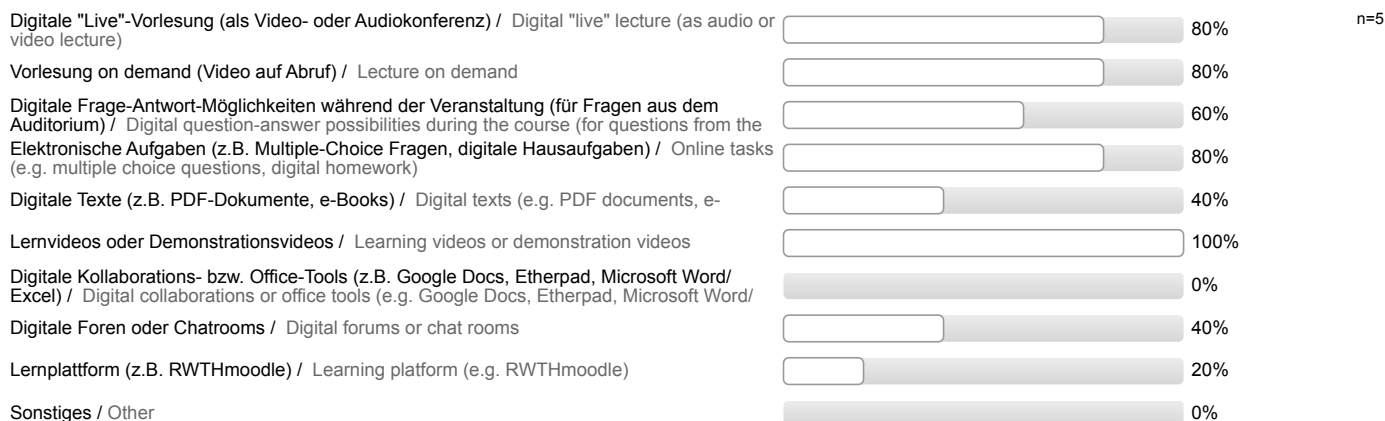 Digitale "Live"-Vorlesung (als Video- oder Audiokonferenz) / Digital "live" lecture (as audio or
video lecture)
80%
n=5
Vorlesung on demand (Video auf Abruf) / Lecture on demand
80%
Digitale Frage-Antwort-Möglichkeiten während der Veranstaltung (für Fragen aus dem
Auditorium) / Digital question-answer possibilities during the course (for questions from the
60%
Elektronische Aufgaben (z.B. Multiple-Choice Fragen, digitale Hausaufgaben) / Online tasks
(e.g. multiple choice questions, digital homework)
80%
Digitale Texte (z.B. PDF-Dokumente, e-Books) / Digital texts (e.g. PDF documents, e-
40%
Lernvideos oder Demonstrationsvideos / Learning videos or demonstration videos
100%
Digitale Kollaborations- bzw. Office-Tools (z.B. Google Docs, Etherpad, Microsoft Word/
Excel) / Digital collaborations or office tools (e.g. Google Docs, Etherpad, Microsoft Word/
0%
Digitale Foren oder Chatrooms / Digital forums or chat rooms
40%
Lernplattform (z.B. RWTHmoodle) / Learning platform (e.g. RWTHmoodle)
20%
Sonstiges / Other
0%